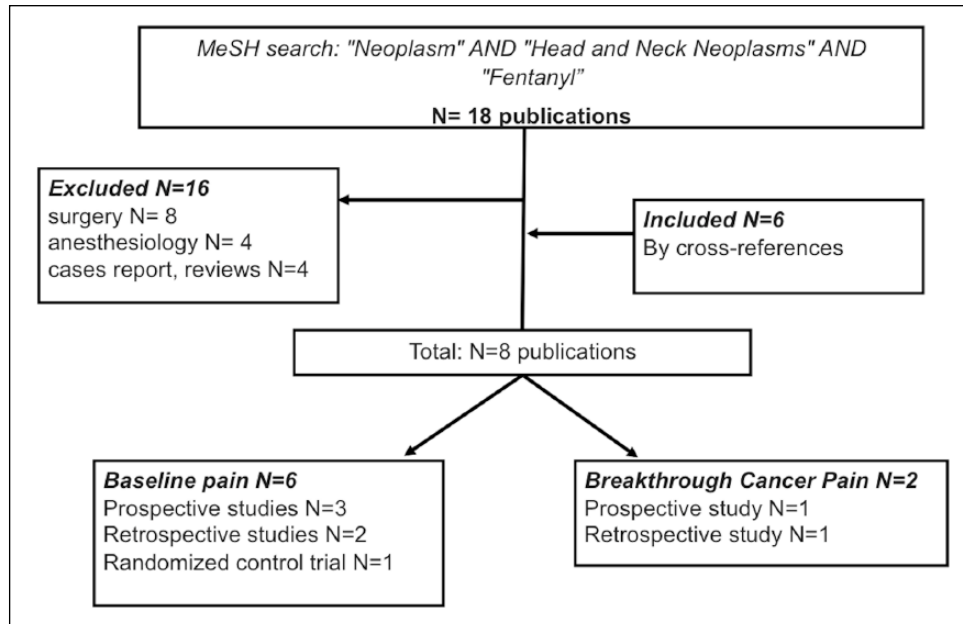 MeSH search: "Neoplasm" AND "Head and Neck Neoplasms" AND
"Fentanyl”
N= 18 publications
Excluded N=16
surgery N= 8
anesthesiology N= 4
cases report, reviews N=4
Included N=6
By cross-references
Total: N=8 publications
Baseline pain N=6
Prospective studies N=3
Retrospective studies N=2
Randomized control trial N=1
Breakthrough Cancer Pain N=2
Prospective study N=1
Retrospective study N=1